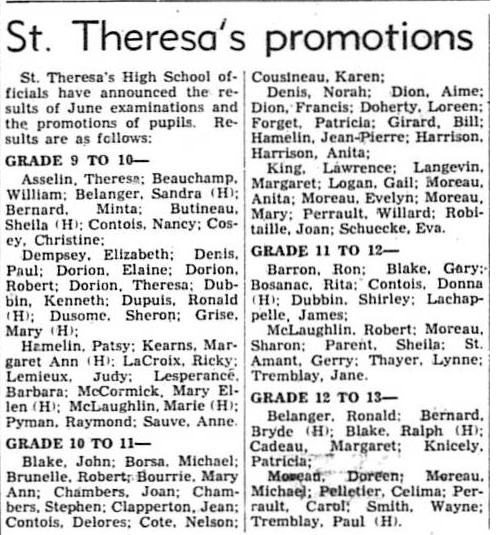 St. Theresa's promotions
St. Theresa's High School of-
ficials have announced the re-
sults of June examinations and
the promotions of pupils. Re-
sults are as follows:
GRADE 9 TO 10—
Asselin, Theresa; Beauchamp,
William; Belanger, Sandra (H);
Bernard, Minta; Butineau,
Sheila (H); Contois, Nancy; Cos-
ey, Christine;
Dempsey, Elizabeth; Denis,
Paul; Dorion, Elaine; Dorion,
Robert; Dorion, Theresa; Dub-
bin, Kenneth; Dupuis, Ronald
(H); Dusome, Sheron; Grise,
Mary (H);
Hamelin, Patsy; Kearns, Mar-
garet Ann (H); LaCroix, Ricky;
Lemieux, Judy; Lesperance,
Barbara; McCormick, Mary El-
len (H); McLaughlin, Marie (H);
Pyman, Raymond; Sauve, Anne.
GRADE 10 TO 11—
Blake, John; Borsa, Michael;
Brunelle, Robert; Bourrie, Mary
Ann; Chambers, Joan; Cham-
bers, Stephen; Clapperton, Jean;
Contois, Delores; Cote, Nelson;
Cousineau, Karen;
Denis, Norah; Dion, Aime;
Dion, Francis; Doherty, Loreen;
Forget, Patricia; Girard, Bill;
Hamelin, Jean-Pierre; Harrison,
Harrison, Anita;
King, Lawrence; Langevin,
Margaret; Logan, Gail; Moreau,
Anita; Moreau, Evelyn; Moreau,
Mary; Perrault, Willard; Robi-
taille, Joan; Schuecke, Eva.
GRADE 11 TO 12—
Barron, Ron; Blake, Gary;
Bosanac, Rita; Contois, Donna
(H); Dubbin, Shirley; Lachap-
pelle, James;
McLaughlin, Robert; Moreau,
Sharon; Parent, Sheila; St.
Amant, Gerry; Thayer, Lynne;
Tremblay, Jane.
GRADE 12 TO 13—
Belanger, Ronald; Bernard,
Bryde (H); Blake, Ralph (H);
Cadeau, Margaret; Knicely,
Patricia;
Moreau, Doreen; Moreau,
Michael; Pelletier, Celima; Per-
rault, Carol; Smith, Wayne;
Tremblay, Paul (H).